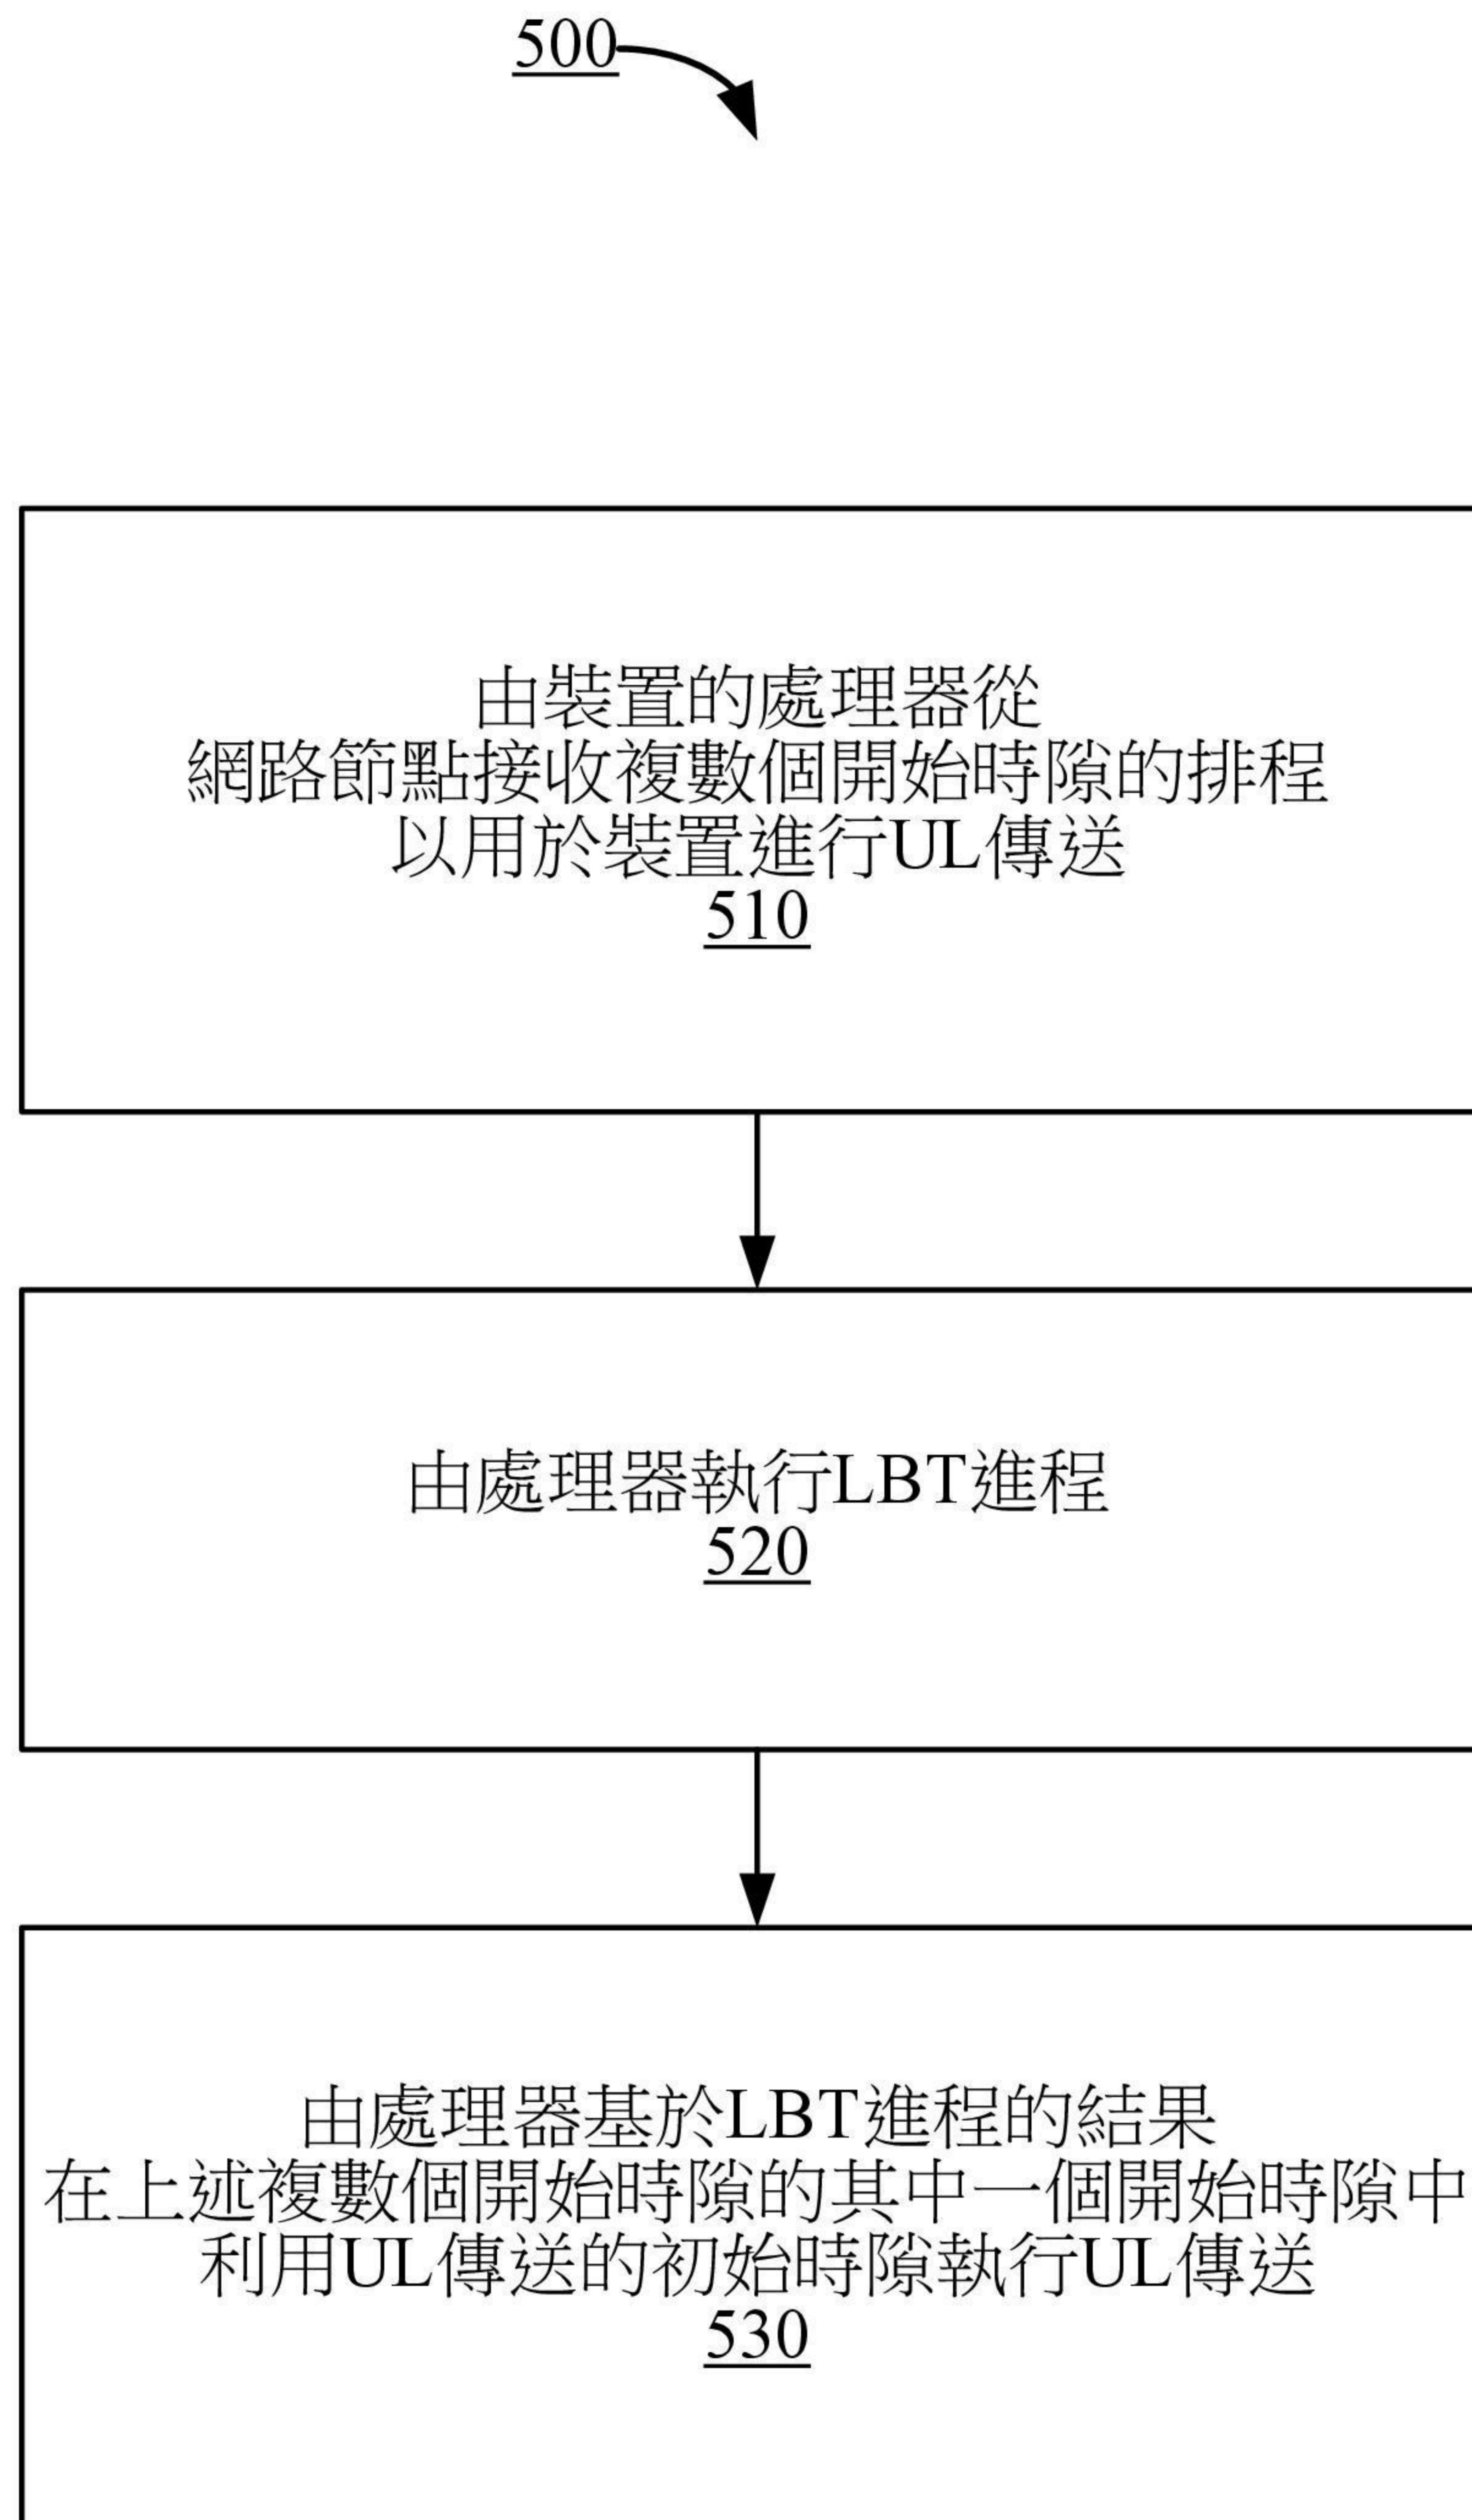 500
由裝置的處理器從
網路節點接收複數個開始時隙的排程
以用於裝置進行UL傳送
510
由處理器執行LBT進程
520
由處理器基於LBT進程的結果
在上述複數個開始時隙的其中一個開始時隙中
利用UL傳送的初始時隙執行UL傳送
530